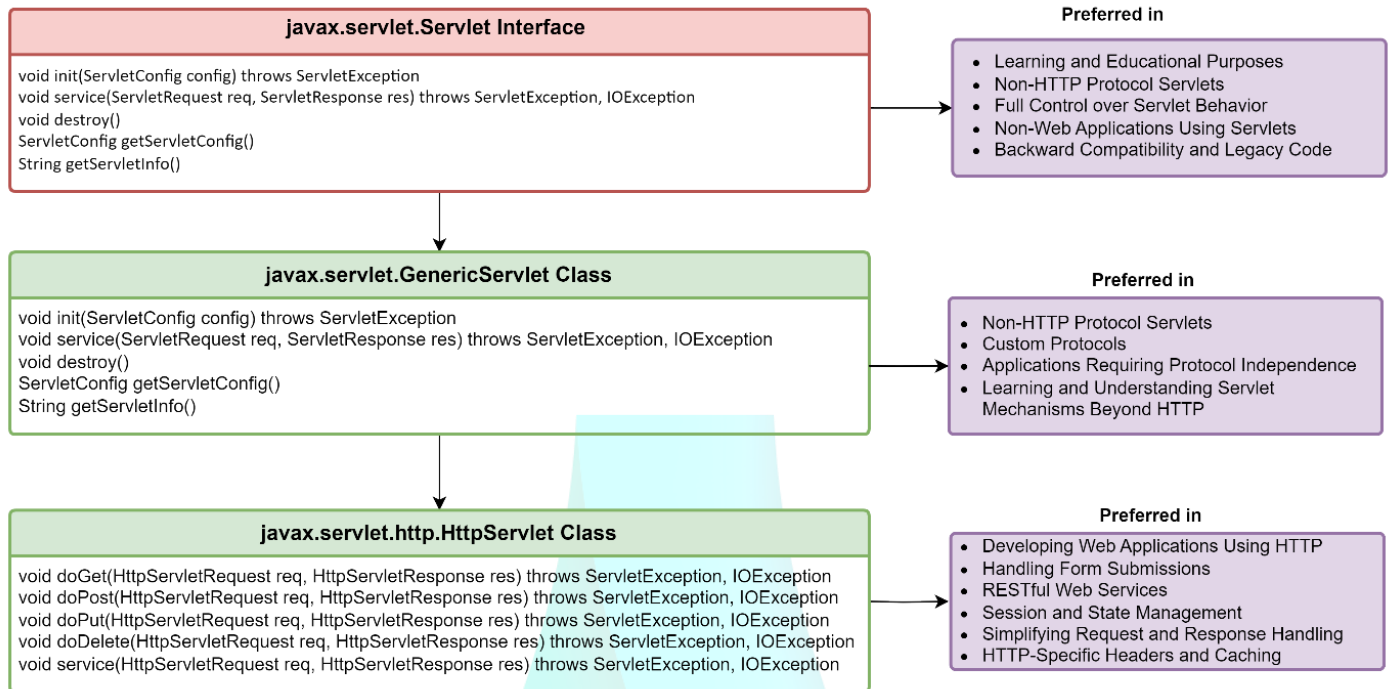 javax.servlet.Servlet Interface
void init(ServletConfig config) throws ServletException
void service(ServletRequest req, ServletResponse res) throws ServletException, IOException
void destroy()
ServletConfig getServletConfig()
String getServletInfo()
Preferred in
• Learning and Educational Purposes
• Non-HTTP Protocol Servlets
• Full Control over Servlet Behavior
• Non-Web Applications Using Servlets
• Backward Compatibility and Legacy Code
javax.servlet.GenericServlet Class
void init(ServletConfig config) throws ServletException
void service(ServletRequest req, ServletResponse res) throws ServletException, IOException
void destroy()
ServletConfig getServletConfig()
String getServletInfo()
Preferred in
• Non-HTTP Protocol Servlets
• Custom Protocols
• Applications Requiring Protocol Independence
• Learning and Understanding Servlet
Mechanisms Beyond HTTP
javax.servlet.http.HttpServlet Class
void doGet(HttpServletRequest req, HttpServletResponse res) throws ServletException, IOException
void doPost(HttpServletRequest req, HttpServletResponse res) throws ServletException, IOException
void doPut(HttpServletRequest req, HttpServletResponse res) throws ServletException, IOException
void doDelete(HttpServletRequest req, HttpServletResponse res) throws ServletException, IOException
void service(HttpServletRequest req, HttpServletResponse res) throws ServletException, IOException
Preferred in
• Developing Web Applications Using HTTP
• Handling Form Submissions
• RESTful Web Services
• Session and State Management
• Simplifying Request and Response Handling
• HTTP-Specific Headers and Caching